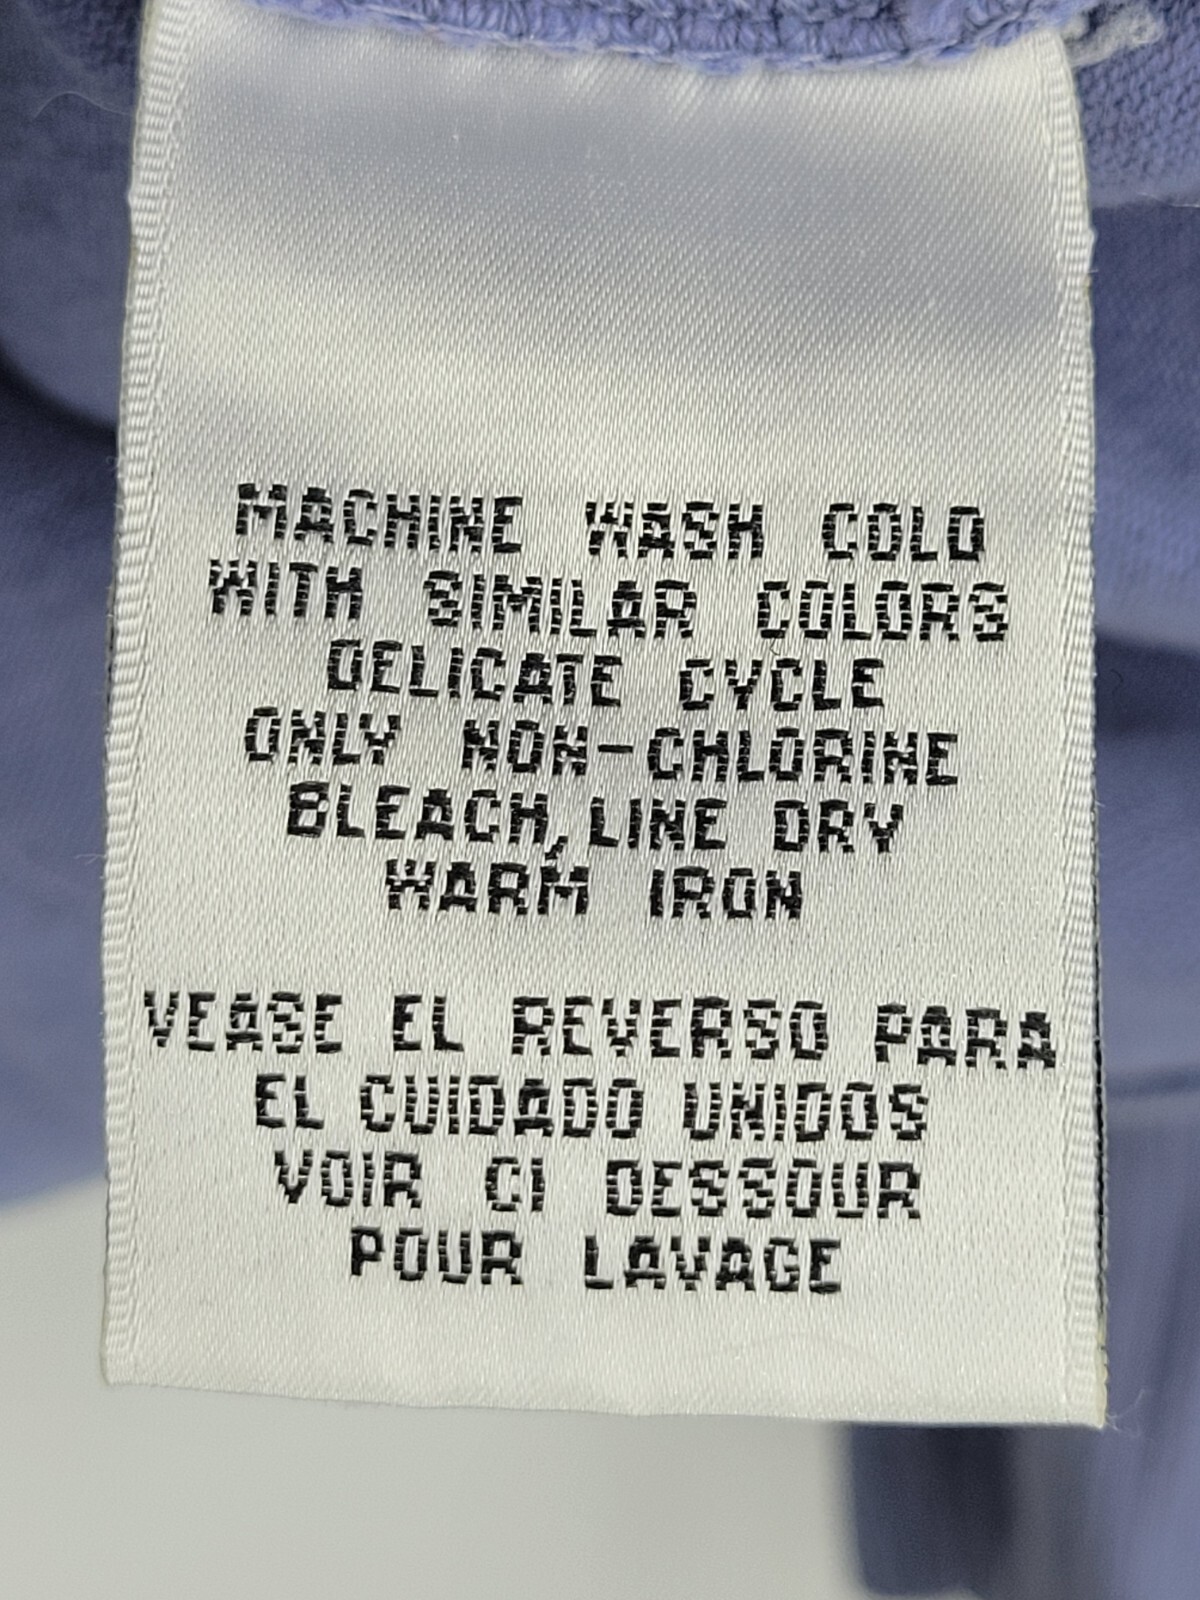 MACHINE WASH COLD
WITH SIMILAR COLORS
DELICATE CYCLE
ONLY NON-CHLORINE
BLEACH, LINE DRY
WARM IRON
VEASE EL REVERSO PARA
EL CUIDADO UNIDOS
VOIR CI DESSOUR
POUR LAVAGE